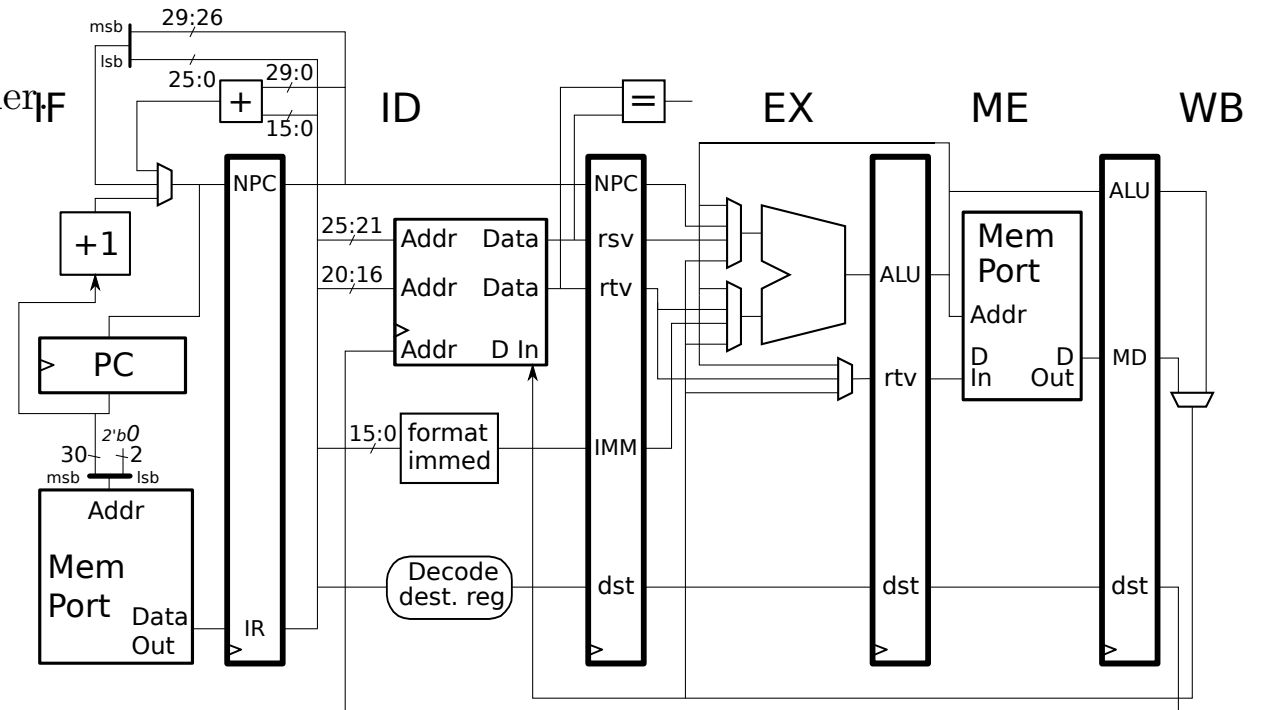 29:26
msb
lsb
25:0
29:0
er.
IF
+
ID
=
EX
ME
WB
15:0
NPC
NPC
ALU
+1
25:21
Addr
Data
rsv
Mem
Port
20:16
Addr
Data
rtv
ALU
Addr
PC
Addr
D In
D
In
D
Out
MD
rtv
2'b0
30
2
msb
lsb
15:0
format
immed
IMM
Addr
Mem
Port
Data
Out
IR
Decode
dest. reg
dst
dst
dst